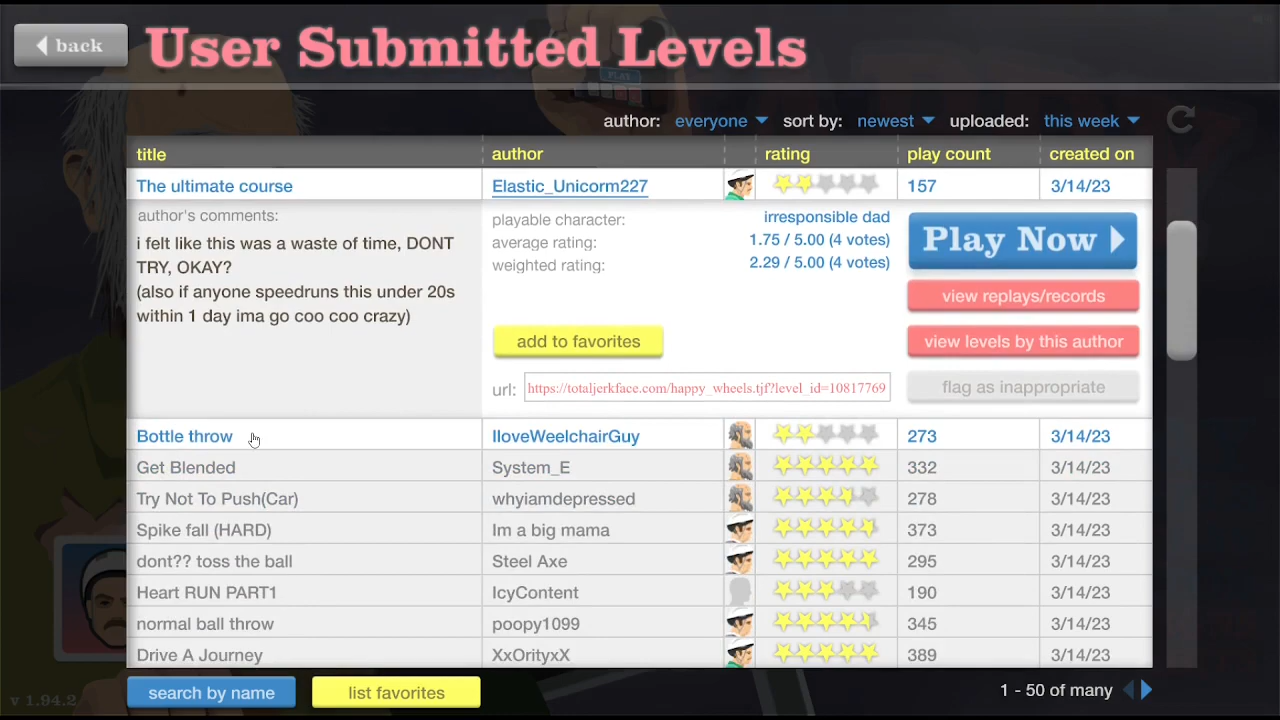 back
User Submitted Levels
PLAY
author: everyone sort by: newest uploaded: this week
title author rating play count created on
The ultimate course Elastic_Unicorm227 157 3/14/23
author's comments:
i felt like this was a waste of time, DONT
TRY, OKAY?
(also if anyone speedruns this under 20s
within 1 day ima go coo coo crazy)
playable character: irresponsible dad
average rating: 1.75 / 5.00 (4 votes)
weighted rating: 2.29 / 5.00 (4 votes)
add to favorites
url: https://totaljerkface.com/happy_wheels.tjf?level_id=10817769
Play Now
view replays/records
view levels by this author
flag as inappropriate
Bottle throw IloveWeelchairGuy 273 3/14/23
Get Blended System_E 332 3/14/23
Try Not To Push(Car) whyiamdepressed 278 3/14/23
Spike fall (HARD) Im a big mama 373 3/14/23
dont?? toss the ball Steel Axe 295 3/14/23
Heart RUN PART1 IcyContent 190 3/14/23
normal ball throw poopy1099 345 3/14/23
Drive A Journey XxOrityxX 389 3/14/23
search by name list favorites 1 - 50 of many
v 1.94.2